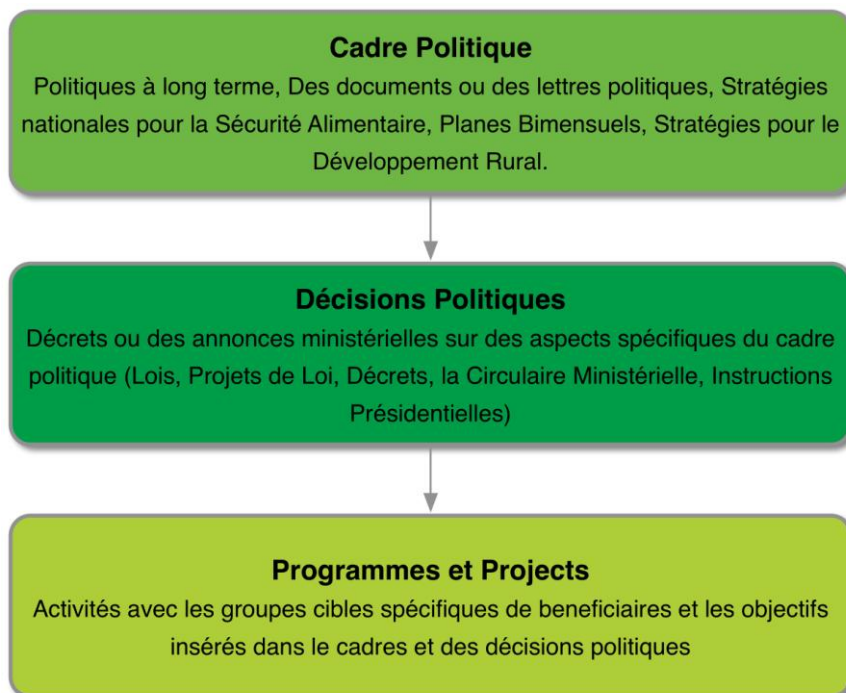 Cadre Politique
Politiques à long terme, Des documents ou des lettres politiques, Stratégies
nationales pour la Sécurité Alimentaire, Planes Bimensuels, Stratégies pour le
Développement Rural.
Décisions Politiques
Décrets ou des annonces ministérielles sur des aspects spécifiques du cadre
politique (Lois, Projets de Loi, Décrets, la Circulaire Ministérielle, Instructions
Présidentielles)
Programmes et Projects
Activités avec les groupes cibles spécifiques de beneficiaires et les objectifs
insérés dans le cadres et des décisions politiques